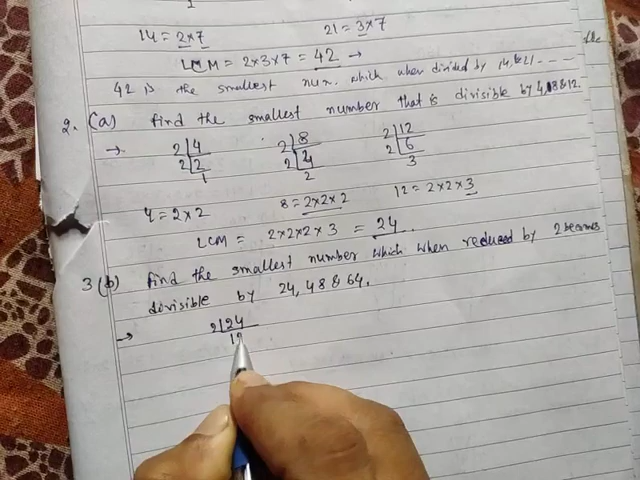 14 = 2×7 21 = 3×7
LCM = 2×3×7 = 42 →
42 is the smallest num. which when divided by 14, & 21 ----
2. (a) find the smallest number that is divisible by 4, 8 & 12.
→ 2|4 2|8 2|12
2|2 2|4 2|6
1 2 3
4 = 2×2 8 = 2×2×2 12 = 2×2×3
LCM = 2×2×2×3 = 24.
3 (b) find the smallest number which when reduced by 2 becomes
divisible by 24, 48 & 64.
→ 2|24
12